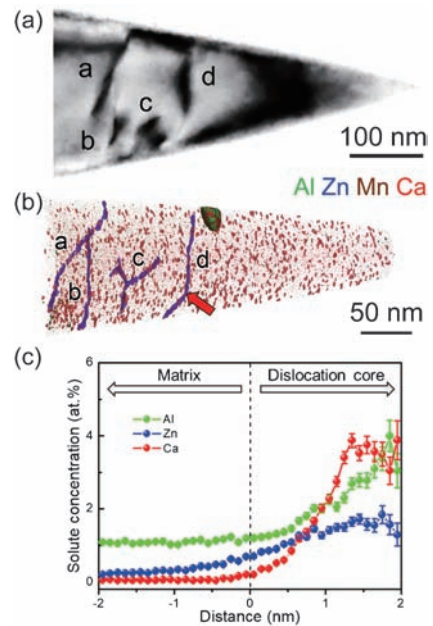 (a)
a
d
c
b
100 nm
Al Zn Mn Ca
(b)
a
c
d
b
50 nm
(c)
Solute concentration (at.%)
6
4
2
0
Matrix
Dislocation core
Al
Zn
Ca
-2 -1 0 1 2
Distance (nm)